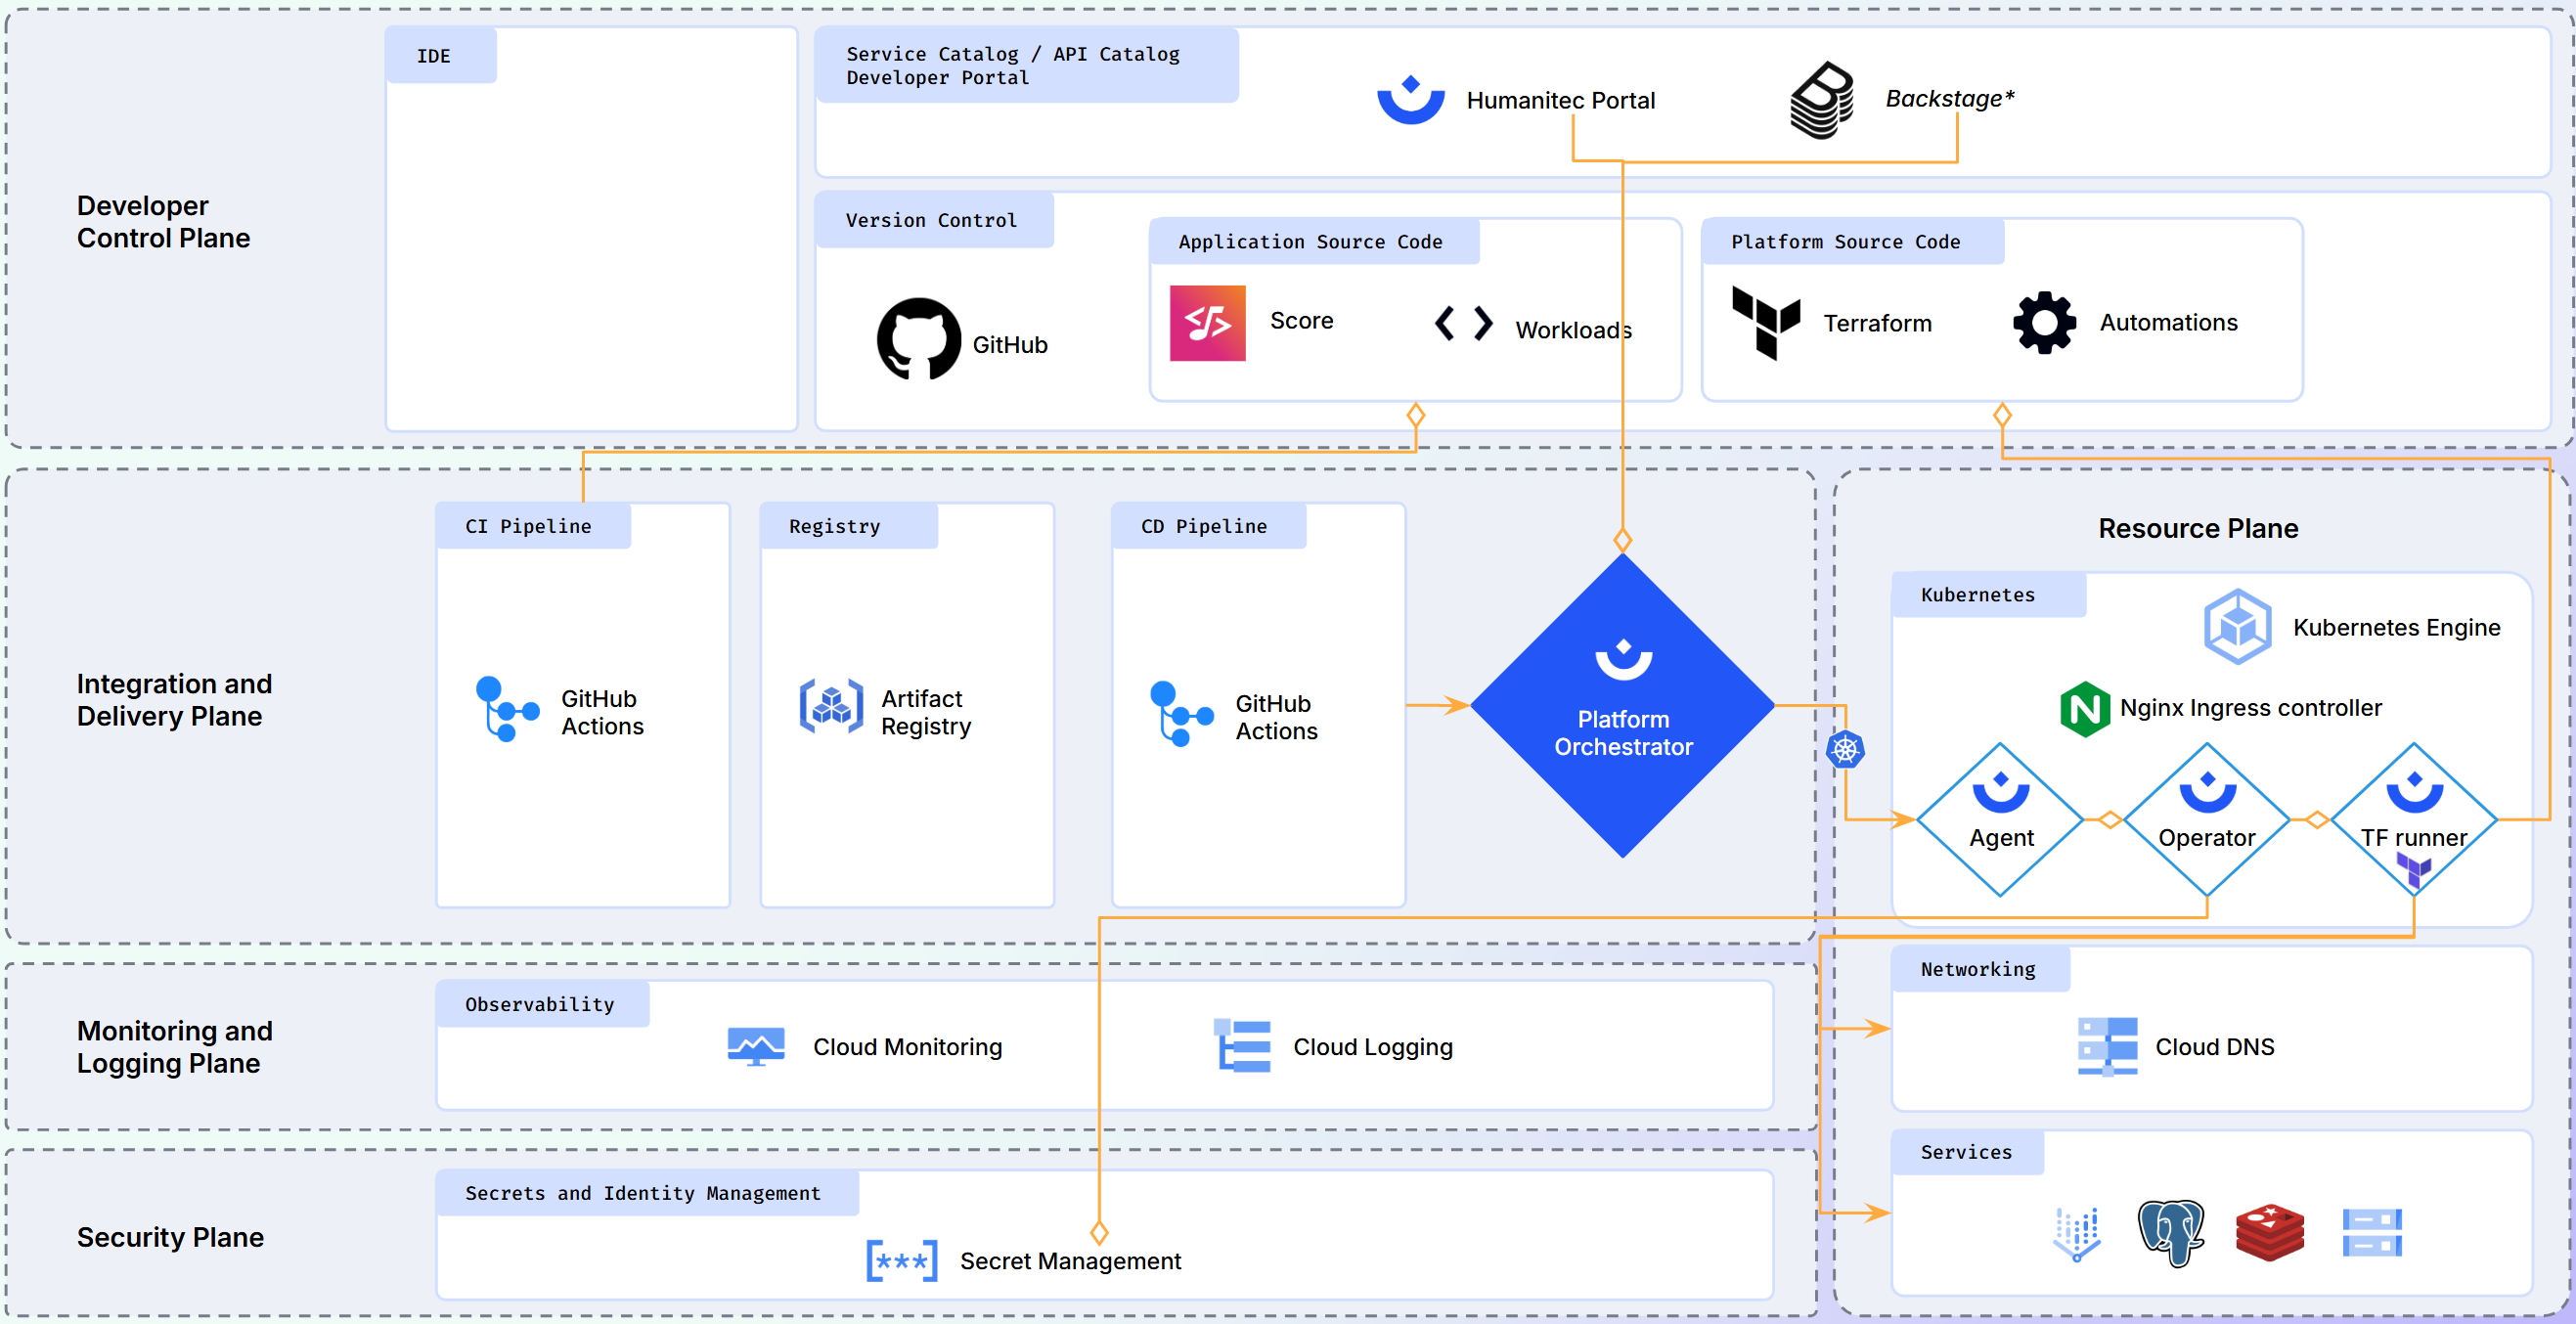 IDE
Service Catalog / API Catalog
Developer Portal
Humanitec Portal
Backstage*
Developer
Control Plane
Version Control
Application Source Code
Platform Source Code
GitHub
Score
Workloads
Terraform
Automations
Integration and
Delivery Plane
CI Pipeline
GitHub
Actions
Registry
Artifact
Registry
CD Pipeline
GitHub
Actions
Platform
Orchestrator
Resource Plane
Kubernetes
Kubernetes Engine
Nginx Ingress controller
Agent
Operator
TF runner
Monitoring and
Logging Plane
Observability
Cloud Monitoring
Cloud Logging
Networking
Cloud DNS
Security Plane
Secrets and Identity Management
[***]
Secret Management
Services